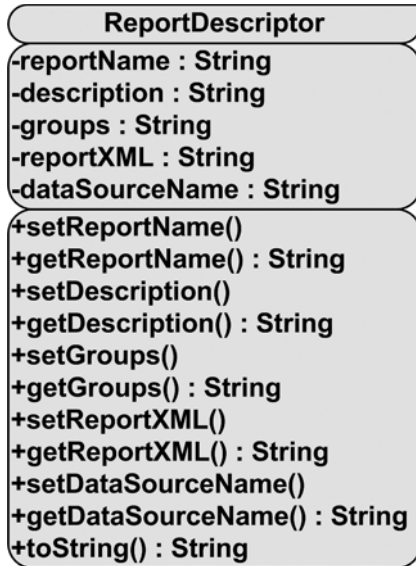 ReportDescriptor
-reportName : String
-description : String
-groups : String
-reportXML : String
-dataSourceName : String
+setReportName()
+getReportName() : String
+setDescription()
+getDescription() : String
+setGroups()
+getGroups() : String
+setReportXML()
+getReportXML() : String
+setDataSourceName()
+getDataSourceName() : String
+toString() : String